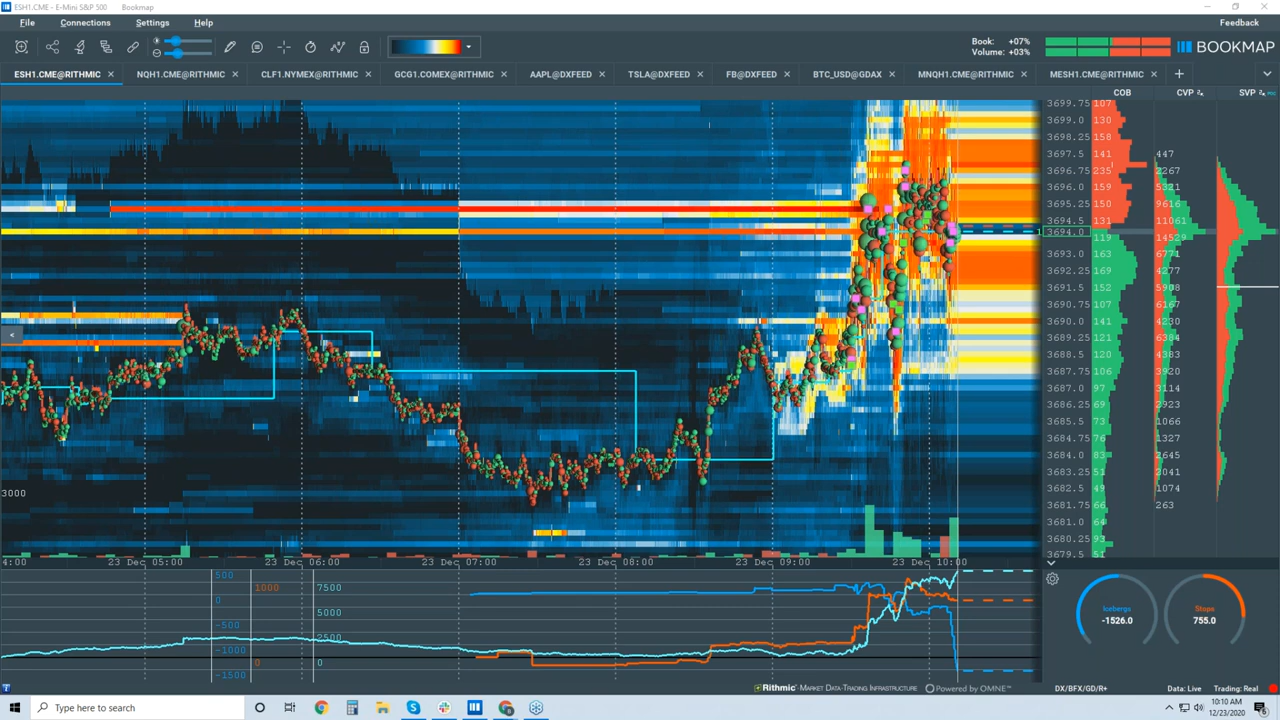 ESH1.CME - E-Mini S&P 500 Bookmap
File Connections Settings Help Feedback
Book: +07%
Trades: +03%
BOOKMAP
ESH1.CME@RITHMIC NQH1.CME@RITHMIC CLF1.NYMEX@RITHMIC GCG1.COMEX@RITHMIC AAPL@DXFEED TSLA@DXFEED FB@DXFEED BTC_USD@GDAX MNQH1.CME@RITHMIC MESH1.CME@RITHMIC
COB CVP SVP
3699.75 107
3699.0 130
3698.25 158
3697.5 141 447
3696.75 235 2267
3696.0 159 5321
3695.25 150 9616
3694.5 131 11061
1 3694.0 119 14529
3693.0 163 6771
3692.25 169 4277
3691.5 152 5908
3690.75 107 6167
3690.0 141 4230
3689.25 121 6384
3688.5 120 4383
3687.75 106 3920
3687.0 97 3114
3686.25 69 2923
3685.5 73 1066
3684.75 76 1327
3684.0 83 2645
3683.25 51 2041
3682.5 49 1074
3681.75 66 263
3681.0 64
3680.25 93
3679.5 51
3000
4:00 23 Dec 05:00 23 Dec 06:00 23 Dec 07:00 23 Dec 08:00 23 Dec 09:00 23 Dec 10:00
500 1000 7500
0 5000
-500 2500
-1000 0 0
-1500
Icebergs
-1526.0
Stops
755.0
Rithmic - MARKET DATA-TRADING INFRASTRUCTURE Powered by OMNE™ DX/BFX/GD/R+ Data: Live Trading: Real
Type here to search
10:10 AM
12/23/2020
6